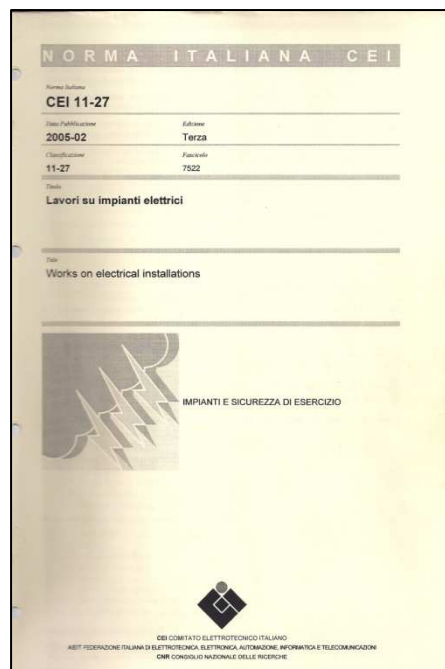 NORMA ITALIANA CEI
Norma Italiana
CEI 11-27
Data Pubblicazione Edizione
2005-02 Terza
Classificazione Fascicolo
11-27 7522
Titolo
Lavori su impianti elettrici
Title
Works on electrical installations
IMPIANTI E SICUREZZA DI ESERCIZIO
CEI COMITATO ELETTROTECNICO ITALIANO
AEIT FEDERAZIONE ITALIANA DI ELETTROTECNICA, ELETTRONICA, AUTOMAZIONE, INFORMATICA E TELECOMUNICAZIONI
CNR CONSIGLIO NAZIONALE DELLE RICERCHE